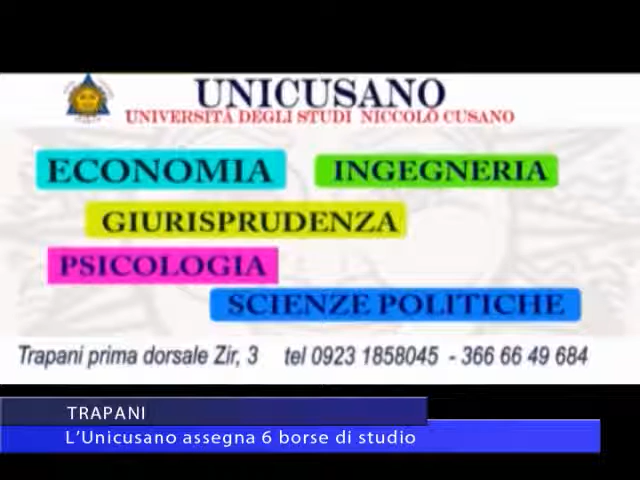 UNICUSANO
UNIVERSITÀ DEGLI STUDI NICCOLÒ CUSANO
ECONOMIA
INGEGNERIA
GIURISPRUDENZA
PSICOLOGIA
SCIENZE POLITICHE
Trapani prima dorsale Zir, 3 tel 0923 1858045 - 366 66 49 684
TRAPANI
L'Unicusano assegna 6 borse di studio